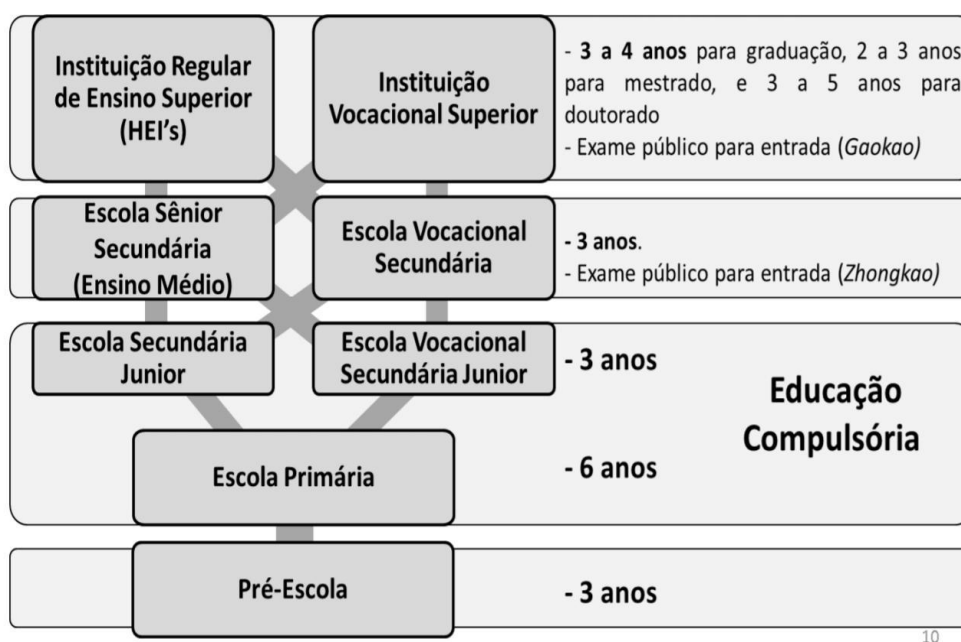 Instituição Regular
de Ensino Superior
(HEI's)
Instituição
Vocacional Superior
- 3 a 4 anos para graduação, 2 a 3 anos
para mestrado, e 3 a 5 anos para
doutorado
- Exame público para entrada (Gaokao)
Escola Sênior
Secundária
(Ensino Médio)
Escola Vocacional
Secundária
- 3 anos.
- Exame público para entrada (Zhongkao)
Escola Secundária
Junior
Escola Vocacional
Secundária Junior
- 3 anos
Educação
Compulsória
Escola Primária
- 6 anos
Pré-Escola
- 3 anos
10